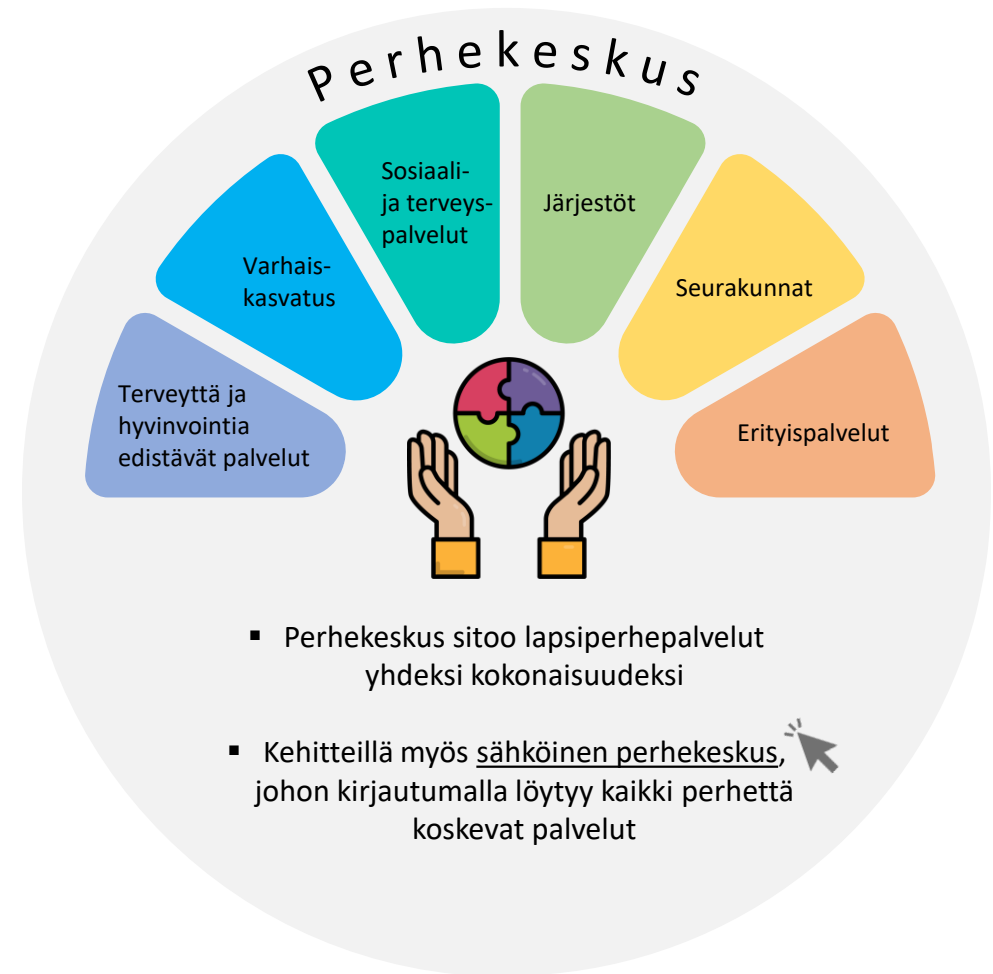 Perhekeskus
Terveyttä ja
hyvinvointia
edistävät palvelut
Varhais-
kasvatus
Sosiaali-
ja terveys-
palvelut
Järjestöt
Seurakunnat
Erityispalvelut
▪ Perhekeskus sitoo lapsiperhepalvelut
yhdeksi kokonaisuudeksi
▪ Kehitteillä myös sähköinen perhekeskus,
johon kirjautumalla löytyy kaikki perhettä
koskevat palvelut